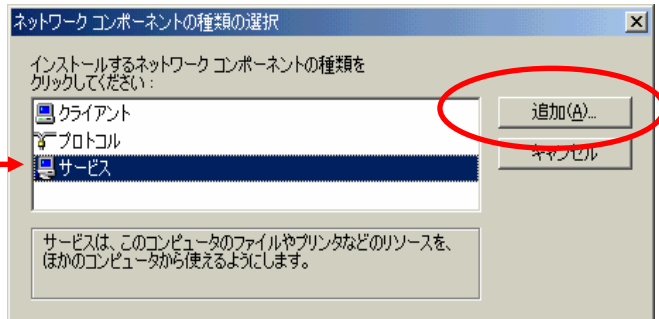 ネットワーク コンポーネントの種類の選択
インストールするネットワーク コンポーネントの種類を
クリックしてください：
クライアント
プロトコル
サービス
追加(A)...
キャンセル
サービスは、このコンピュータのファイルやプリンタなどのリソースを、
ほかのコンピュータから使えるようにします。